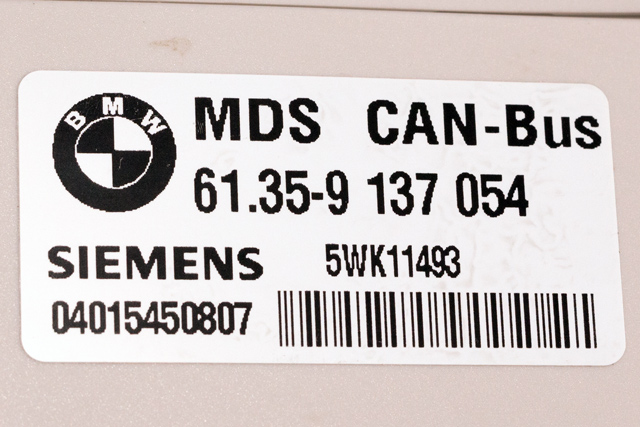 BMW
MDS CAN-Bus
61.35-9 137 054
SIEMENS 5WK11493
04015450807